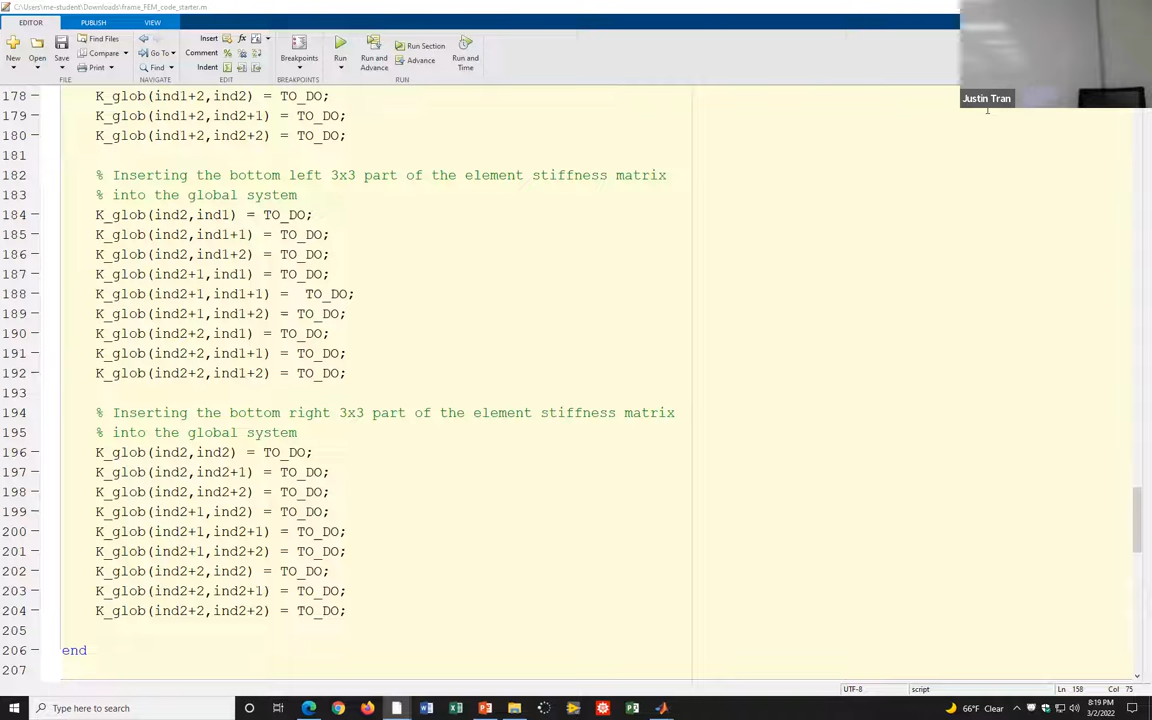 C:\Users\me-student\Downloads\frame_FEM_code_starter.m
EDITOR PUBLISH VIEW
New Open Save Find Files Compare Print
Go To Find
Insert fx
Comment
Indent
Breakpoints
Run Run and Advance Run Section Advance Run and Time
FILE NAVIGATE EDIT BREAKPOINTS RUN
Justin Tran
178 K_glob(ind1+2,ind2) = TO_DO;
179 K_glob(ind1+2,ind2+1) = TO_DO;
180 K_glob(ind1+2,ind2+2) = TO_DO;
181
182 % Inserting the bottom left 3x3 part of the element stiffness matrix
183 % into the global system
184 K_glob(ind2,ind1) = TO_DO;
185 K_glob(ind2,ind1+1) = TO_DO;
186 K_glob(ind2,ind1+2) = TO_DO;
187 K_glob(ind2+1,ind1) = TO_DO;
188 K_glob(ind2+1,ind1+1) =  TO_DO;
189 K_glob(ind2+1,ind1+2) = TO_DO;
190 K_glob(ind2+2,ind1) = TO_DO;
191 K_glob(ind2+2,ind1+1) = TO_DO;
192 K_glob(ind2+2,ind1+2) = TO_DO;
193
194 % Inserting the bottom right 3x3 part of the element stiffness matrix
195 % into the global system
196 K_glob(ind2,ind2) = TO_DO;
197 K_glob(ind2,ind2+1) = TO_DO;
198 K_glob(ind2,ind2+2) = TO_DO;
199 K_glob(ind2+1,ind2) = TO_DO;
200 K_glob(ind2+1,ind2+1) = TO_DO;
201 K_glob(ind2+1,ind2+2) = TO_DO;
202 K_glob(ind2+2,ind2) = TO_DO;
203 K_glob(ind2+2,ind2+1) = TO_DO;
204 K_glob(ind2+2,ind2+2) = TO_DO;
205
206 end
207
UTF-8 script Ln 158 Col 75
Type here to search
66°F Clear
8:19 PM
3/2/2022